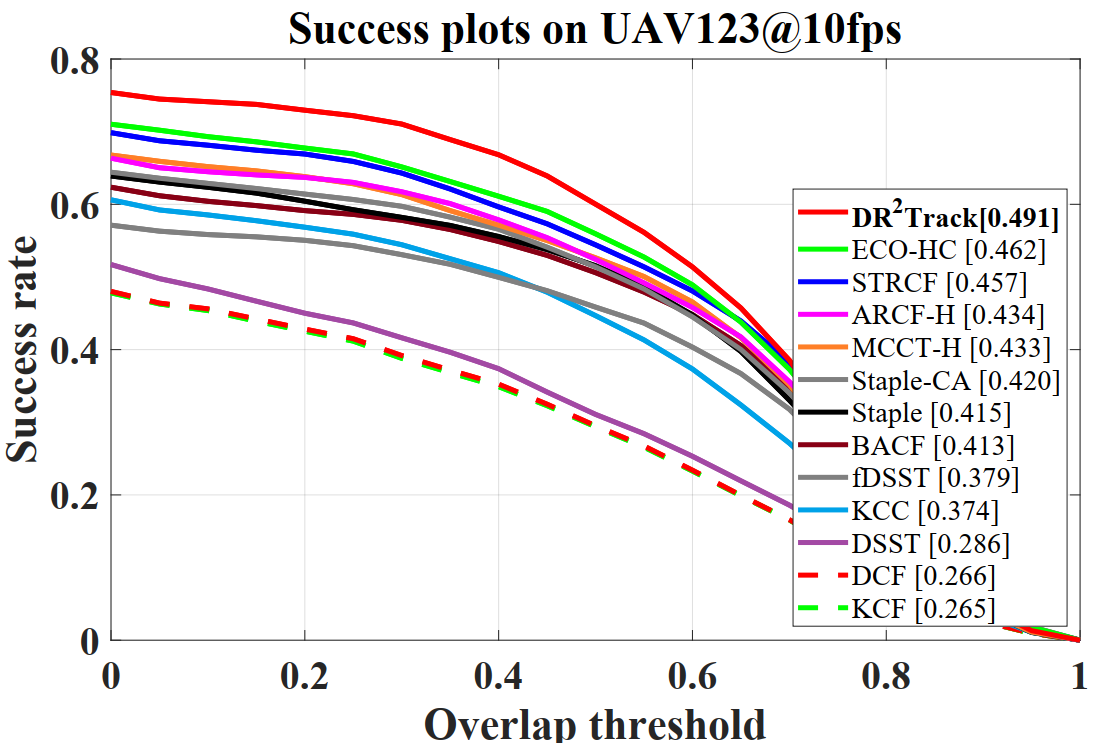 Success plots on UAV123@10fps
0.8
0.6
0.4
0.2
0
Success rate
DR²Track[0.491]
ECO-HC [0.462]
STRCF [0.457]
ARCF-H [0.434]
MCCT-H [0.433]
Staple-CA [0.420]
Staple [0.415]
BACF [0.413]
fDSST [0.379]
KCC [0.374]
DSST [0.286]
DCF [0.266]
KCF [0.265]
0 0.2 0.4 0.6 0.8 1
Overlap threshold